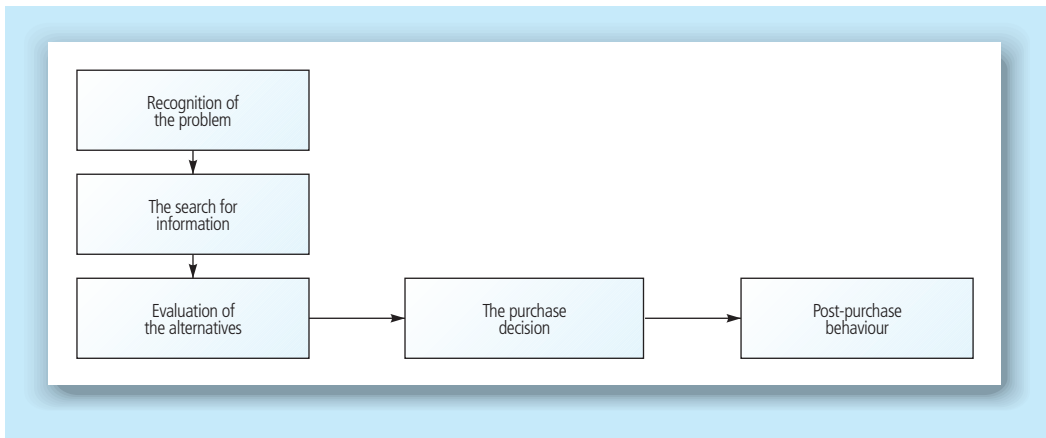 Recognition of
the problem
The search for
information
Evaluation of
the alternatives
The purchase
decision
Post-purchase
behaviour